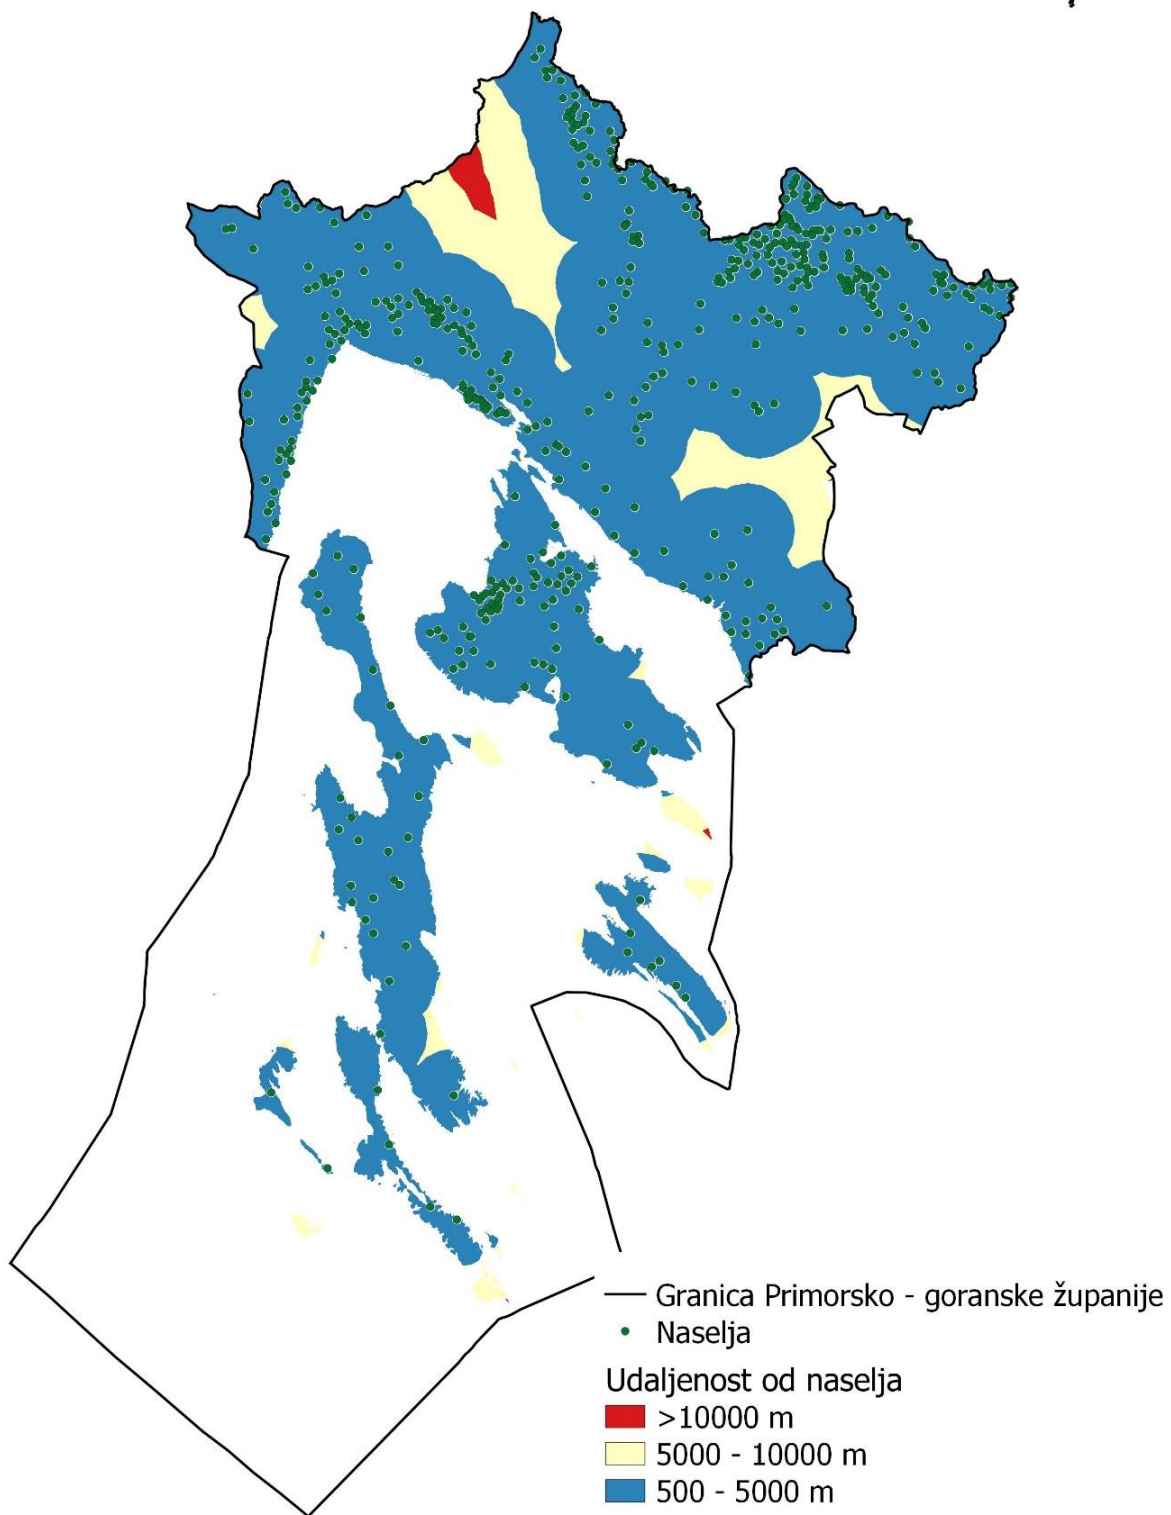 Granica Primorsko - goranske županije
Naselja
Udaljenost od naselja
>10000 m
5000 - 10000 m
500 - 5000 m